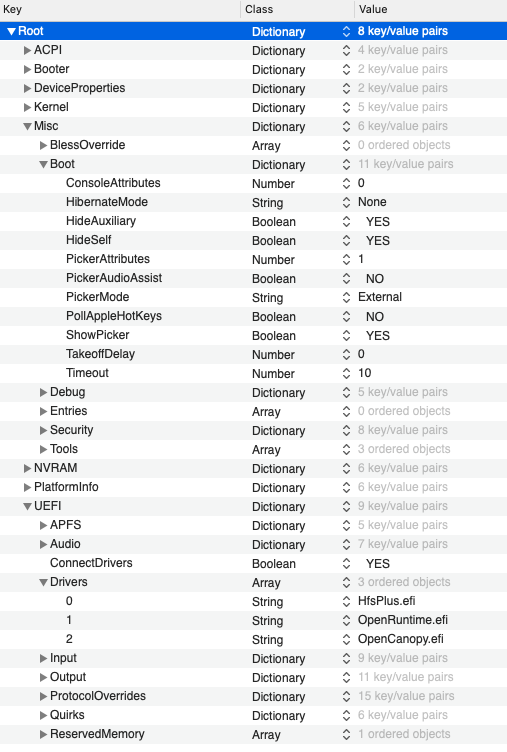 Key Class Value
Root Dictionary 8 key/value pairs
ACPI Dictionary 4 key/value pairs
Booter Dictionary 2 key/value pairs
DeviceProperties Dictionary 2 key/value pairs
Kernel Dictionary 5 key/value pairs
Misc Dictionary 6 key/value pairs
BlessOverride Array 0 ordered objects
Boot Dictionary 11 key/value pairs
ConsoleAttributes Number 0
HibernateMode String None
HideAuxiliary Boolean YES
HideSelf Boolean YES
PickerAttributes Number 1
PickerAudioAssist Boolean NO
PickerMode String External
PollAppleHotKeys Boolean NO
ShowPicker Boolean YES
TakeoffDelay Number 0
Timeout Number 10
Debug Dictionary 5 key/value pairs
Entries Array 0 ordered objects
Security Dictionary 8 key/value pairs
Tools Array 3 ordered objects
NVRAM Dictionary 6 key/value pairs
PlatformInfo Dictionary 6 key/value pairs
UEFI Dictionary 9 key/value pairs
APFS Dictionary 5 key/value pairs
Audio Dictionary 7 key/value pairs
ConnectDrivers Boolean YES
Drivers Array 3 ordered objects
0 String HfsPlus.efi
1 String OpenRuntime.efi
2 String OpenCanopy.efi
Input Dictionary 9 key/value pairs
Output Dictionary 11 key/value pairs
ProtocolOverrides Dictionary 15 key/value pairs
Quirks Dictionary 6 key/value pairs
ReservedMemory Array 1 ordered objects